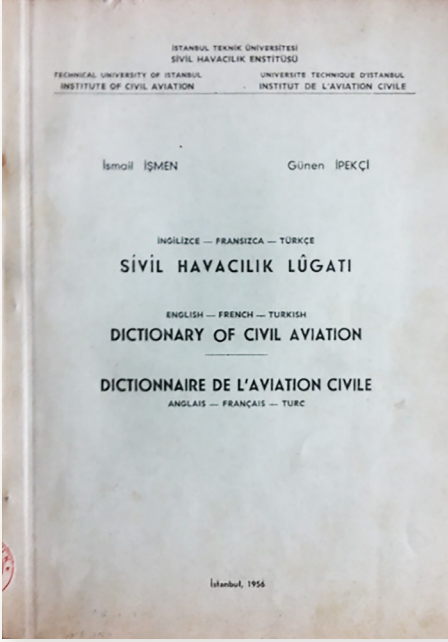 İSTANBUL TEKNİK ÜNİVERSİTESİ
SİVİL HAVACILIK ENSTİTÜSÜ
TECHNICAL UNIVERSITY OF ISTANBUL
INSTITUTE OF CIVIL AVIATION
UNIVERSITE TECHNIQUE D'ISTANBUL
INSTITUT DE L'AVIATION CIVILE
İsmail İŞMEN
Günen İPEKÇİ
İNGİLİZCE — FRANSIZCA — TÜRKÇE
SİVİL HAVACILIK LÛGATI
ENGLISH — FRENCH — TURKISH
DICTIONARY OF CIVIL AVIATION
DICTIONNAIRE DE L'AVIATION CIVILE
ANGLAIS — FRANÇAIS — TURC
İstanbul, 1956